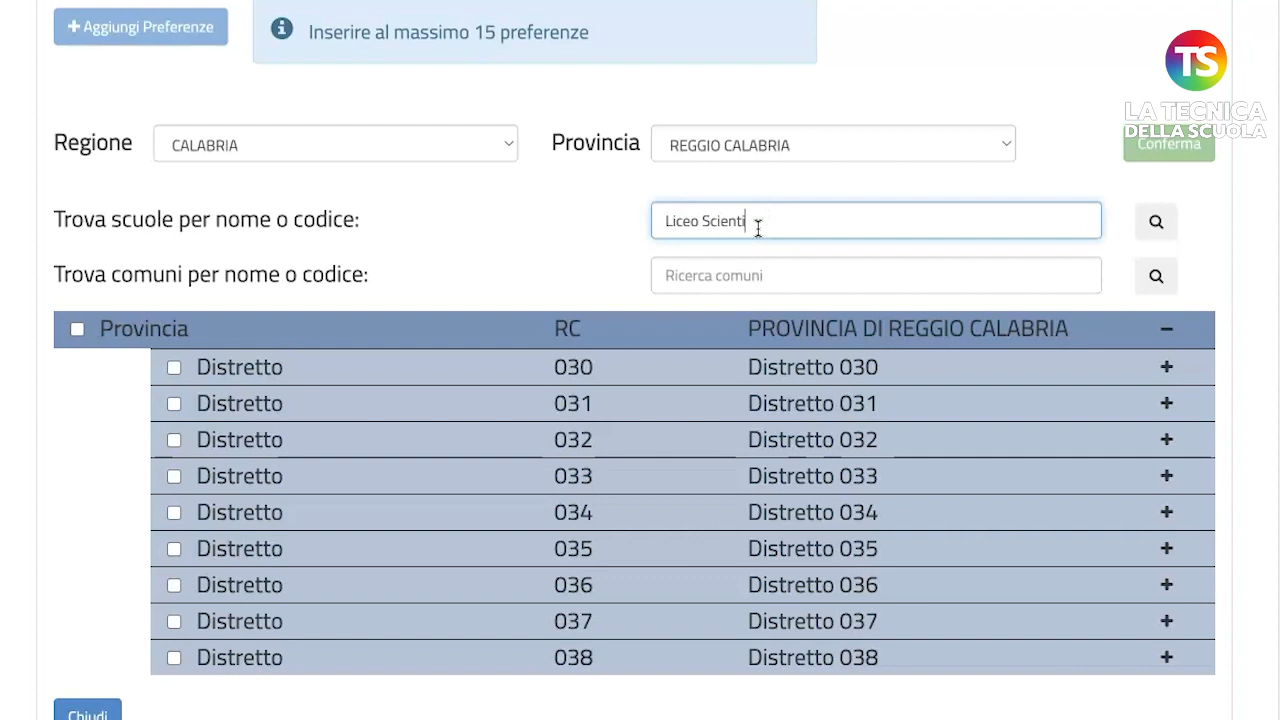 + Aggiungi Preferenze
Inserire al massimo 15 preferenze
TS
LA TECNICA
DELLA SCUOLA
Regione CALABRIA Provincia REGGIO CALABRIA Conferma
Trova scuole per nome o codice: Liceo Scienti
Trova comuni per nome o codice: Ricerca comuni
Provincia RC PROVINCIA DI REGGIO CALABRIA −
Distretto 030 Distretto 030 +
Distretto 031 Distretto 031 +
Distretto 032 Distretto 032 +
Distretto 033 Distretto 033 +
Distretto 034 Distretto 034 +
Distretto 035 Distretto 035 +
Distretto 036 Distretto 036 +
Distretto 037 Distretto 037 +
Distretto 038 Distretto 038 +
Chiudi